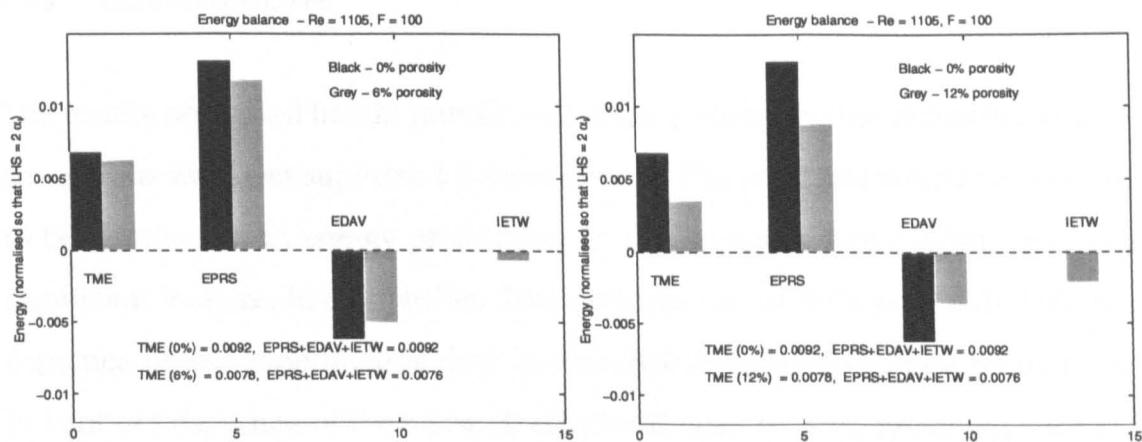 Energy balance – Re = 1105, F = 100
Energy (normalised so that LHS = 2 αᵢ)
0.01
0.005
0
−0.005
−0.01
Black – 0% porosity
Grey – 6% porosity
EDAV
IETW
TME
EPRS
TME (0%) = 0.0092, EPRS+EDAV+IETW = 0.0092
TME (6%) = 0.0078, EPRS+EDAV+IETW = 0.0076
0 5 10 15
Energy balance – Re = 1105, F = 100
Energy (normalised so that LHS = 2 αᵢ)
0.01
0.005
0
−0.005
−0.01
Black – 0% porosity
Grey – 12% porosity
EDAV
IETW
TME
EPRS
TME (0%) = 0.0092, EPRS+EDAV+IETW = 0.0092
TME (12%) = 0.0078, EPRS+EDAV+IETW = 0.0076
0 5 10 15